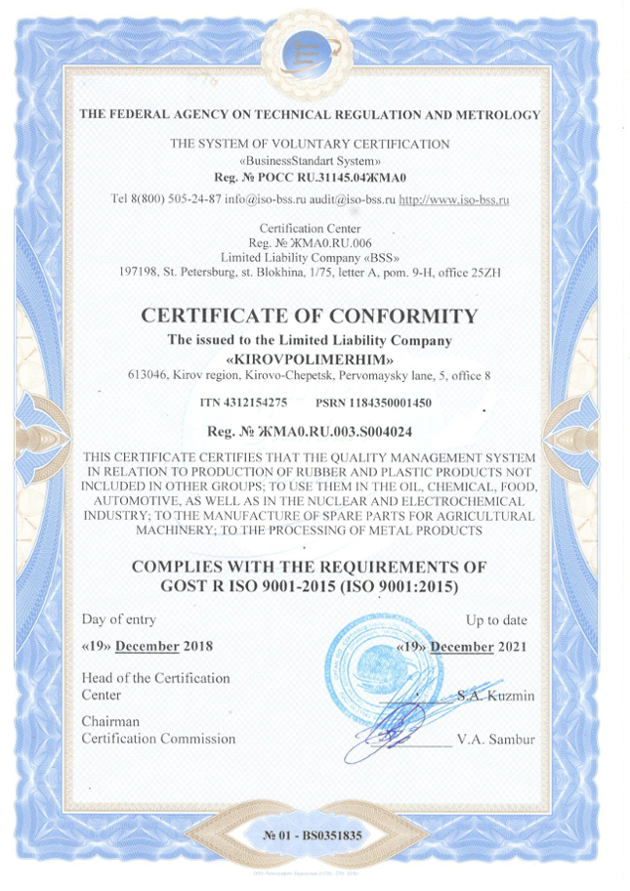 THE FEDERAL AGENCY ON TECHNICAL REGULATION AND METROLOGY
THE SYSTEM OF VOLUNTARY CERTIFICATION
«BusinessStandart System»
Reg. № РОСС RU.31145.04ЖМА0
Tel 8(800) 505-24-87 info@iso-bss.ru audit@iso-bss.ru http://www.iso-bss.ru
Certification Center
Reg. № ЖМА0.RU.006
Limited Liability Company «BSS»
197198, St. Petersburg, st. Blokhina, 1/75, letter A, pom. 9-H, office 25ZH
CERTIFICATE OF CONFORMITY
The issued to the Limited Liability Company
«KIROVPOLIMERHIM»
613046, Kirov region, Kirovo-Chepetsk, Pervomaysky lane, 5, office 8
ITN 4312154275 PSRN 1184350001450
Reg. № ЖМА0.RU.003.S004024
THIS CERTIFICATE CERTIFIES THAT THE QUALITY MANAGEMENT SYSTEM
IN RELATION TO PRODUCTION OF RUBBER AND PLASTIC PRODUCTS NOT
INCLUDED IN OTHER GROUPS; TO USE THEM IN THE OIL, CHEMICAL, FOOD,
AUTOMOTIVE, AS WELL AS IN THE NUCLEAR AND ELECTROCHEMICAL
INDUSTRY; TO THE MANUFACTURE OF SPARE PARTS FOR AGRICULTURAL
MACHINERY; TO THE PROCESSING OF METAL PRODUCTS
COMPLIES WITH THE REQUIREMENTS OF
GOST R ISO 9001-2015 (ISO 9001:2015)
Day of entry Up to date
«19» December 2018 «19» December 2021
Head of the Certification
Center S.A. Kuzmin
Chairman
Certification Commission V.A. Sambur
№ 01 - BS0351835